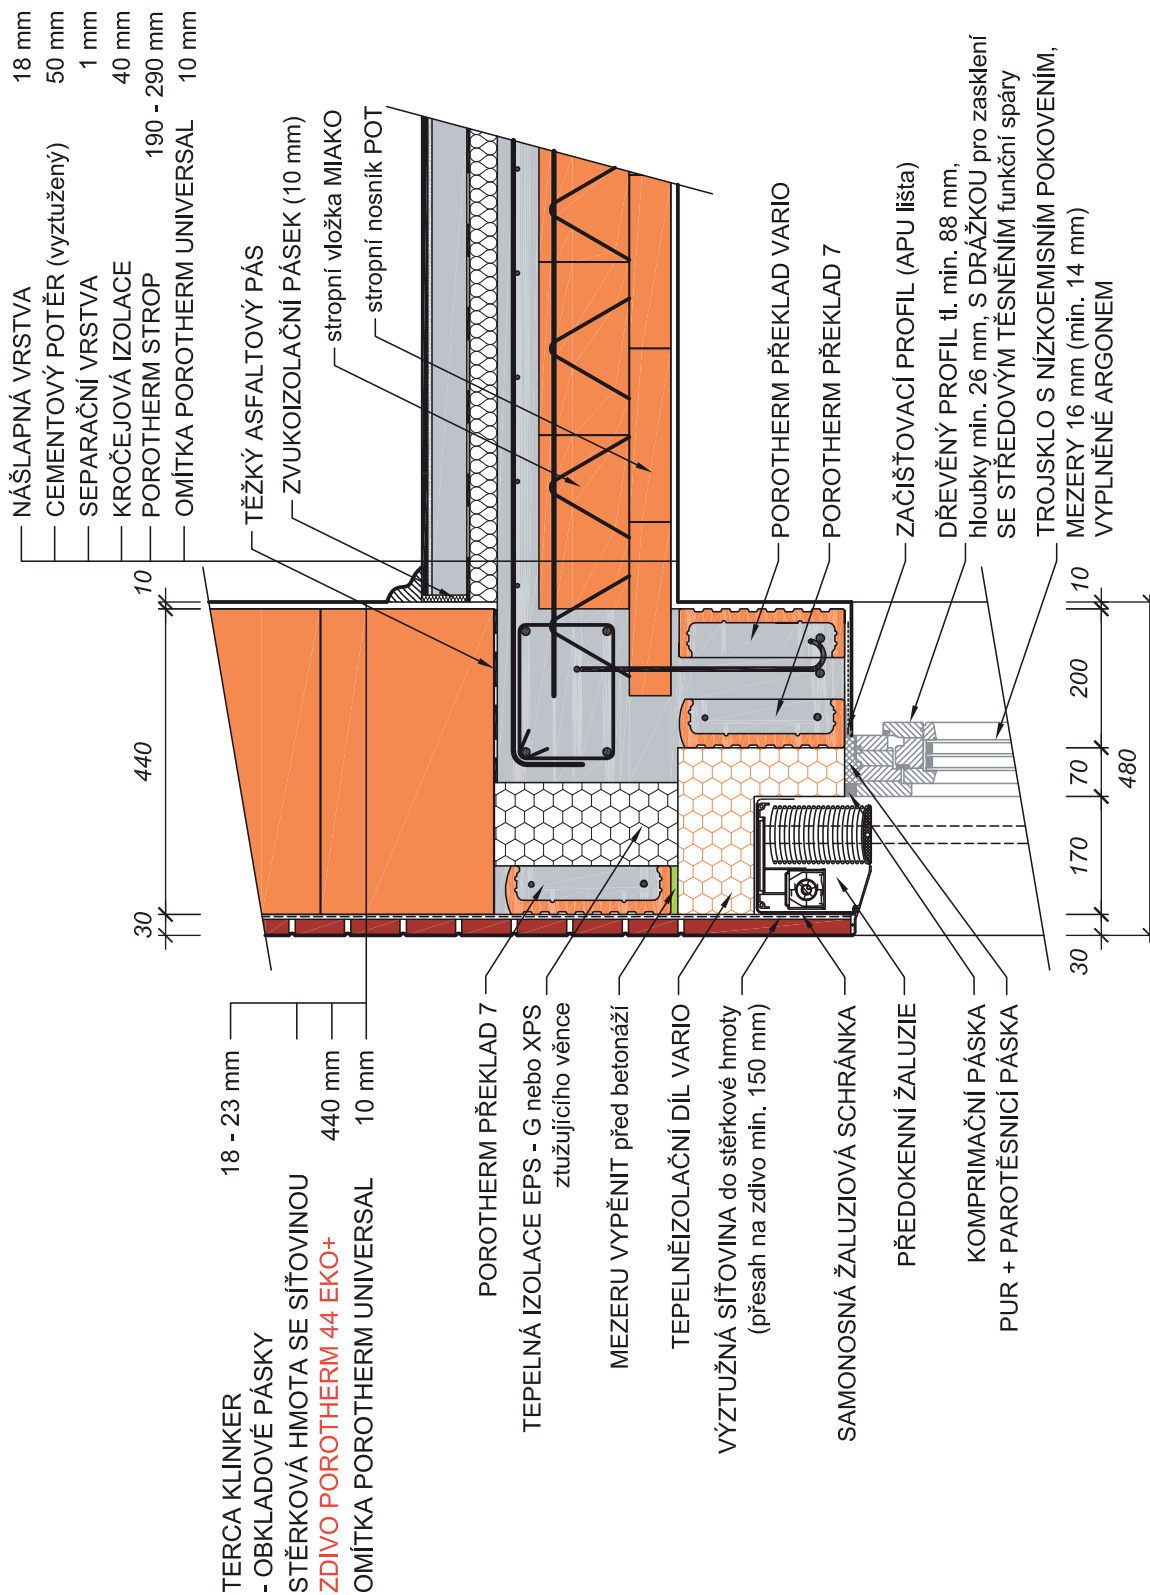 NÁŠLAPNÁ VRSTVA 18 mm
CEMENTOVÝ POTĚR (vyztužený) 50 mm
SEPARAČNÍ VRSTVA 1 mm
KROČEJOVÁ IZOLACE 40 mm
POROTHERM STROP 190 - 290 mm
OMÍTKA POROTHERM UNIVERSAL 10 mm
TĚŽKÝ ASFALTOVÝ PÁS
ZVUKOIZOLAČNÍ PÁSEK (10 mm)
stropní vložka MIAKO
stropní nosník POT
POROTHERM PŘEKLAD VARIO
POROTHERM PŘEKLAD 7
ZAČIŠŤOVACÍ PROFIL (APU lišta)
DŘEVĚNÝ PROFIL tl. min. 88 mm,
hloubky min. 26 mm, S DRÁŽKOU pro zasklení
SE STŘEDOVÝM TĚSNĚNÍM funkční spáry
TROJSKLO S NÍZKOEMISNÍM POKOVENÍM,
MEZERY 16 mm (min. 14 mm)
VYPLNĚNÉ ARGONEM
30
440
10
30
170
70
200
10
480
TERCA KLINKER
- OBKLADOVÉ PÁSKY 18 - 23 mm
STĚRKOVÁ HMOTA SE SÍŤOVINOU
ZDIVO POROTHERM 44 EKO+ 440 mm
OMÍTKA POROTHERM UNIVERSAL 10 mm
POROTHERM PŘEKLAD 7
TEPELNÁ IZOLACE EPS - G nebo XPS
ztužujícího věnce
MEZERU VYPĚNIT před betonáží
TEPELNĚIZOLAČNÍ DÍL VARIO
VÝZTUŽNÁ SÍŤOVINA do stěrkové hmoty
(přesah na zdivo min. 150 mm)
SAMONOSNÁ ŽALUZIOVÁ SCHRÁNKA
PŘEDOKENNÍ ŽALUZIE
KOMPRIMAČNÍ PÁSKA
PUR + PAROTĚSNICÍ PÁSKA